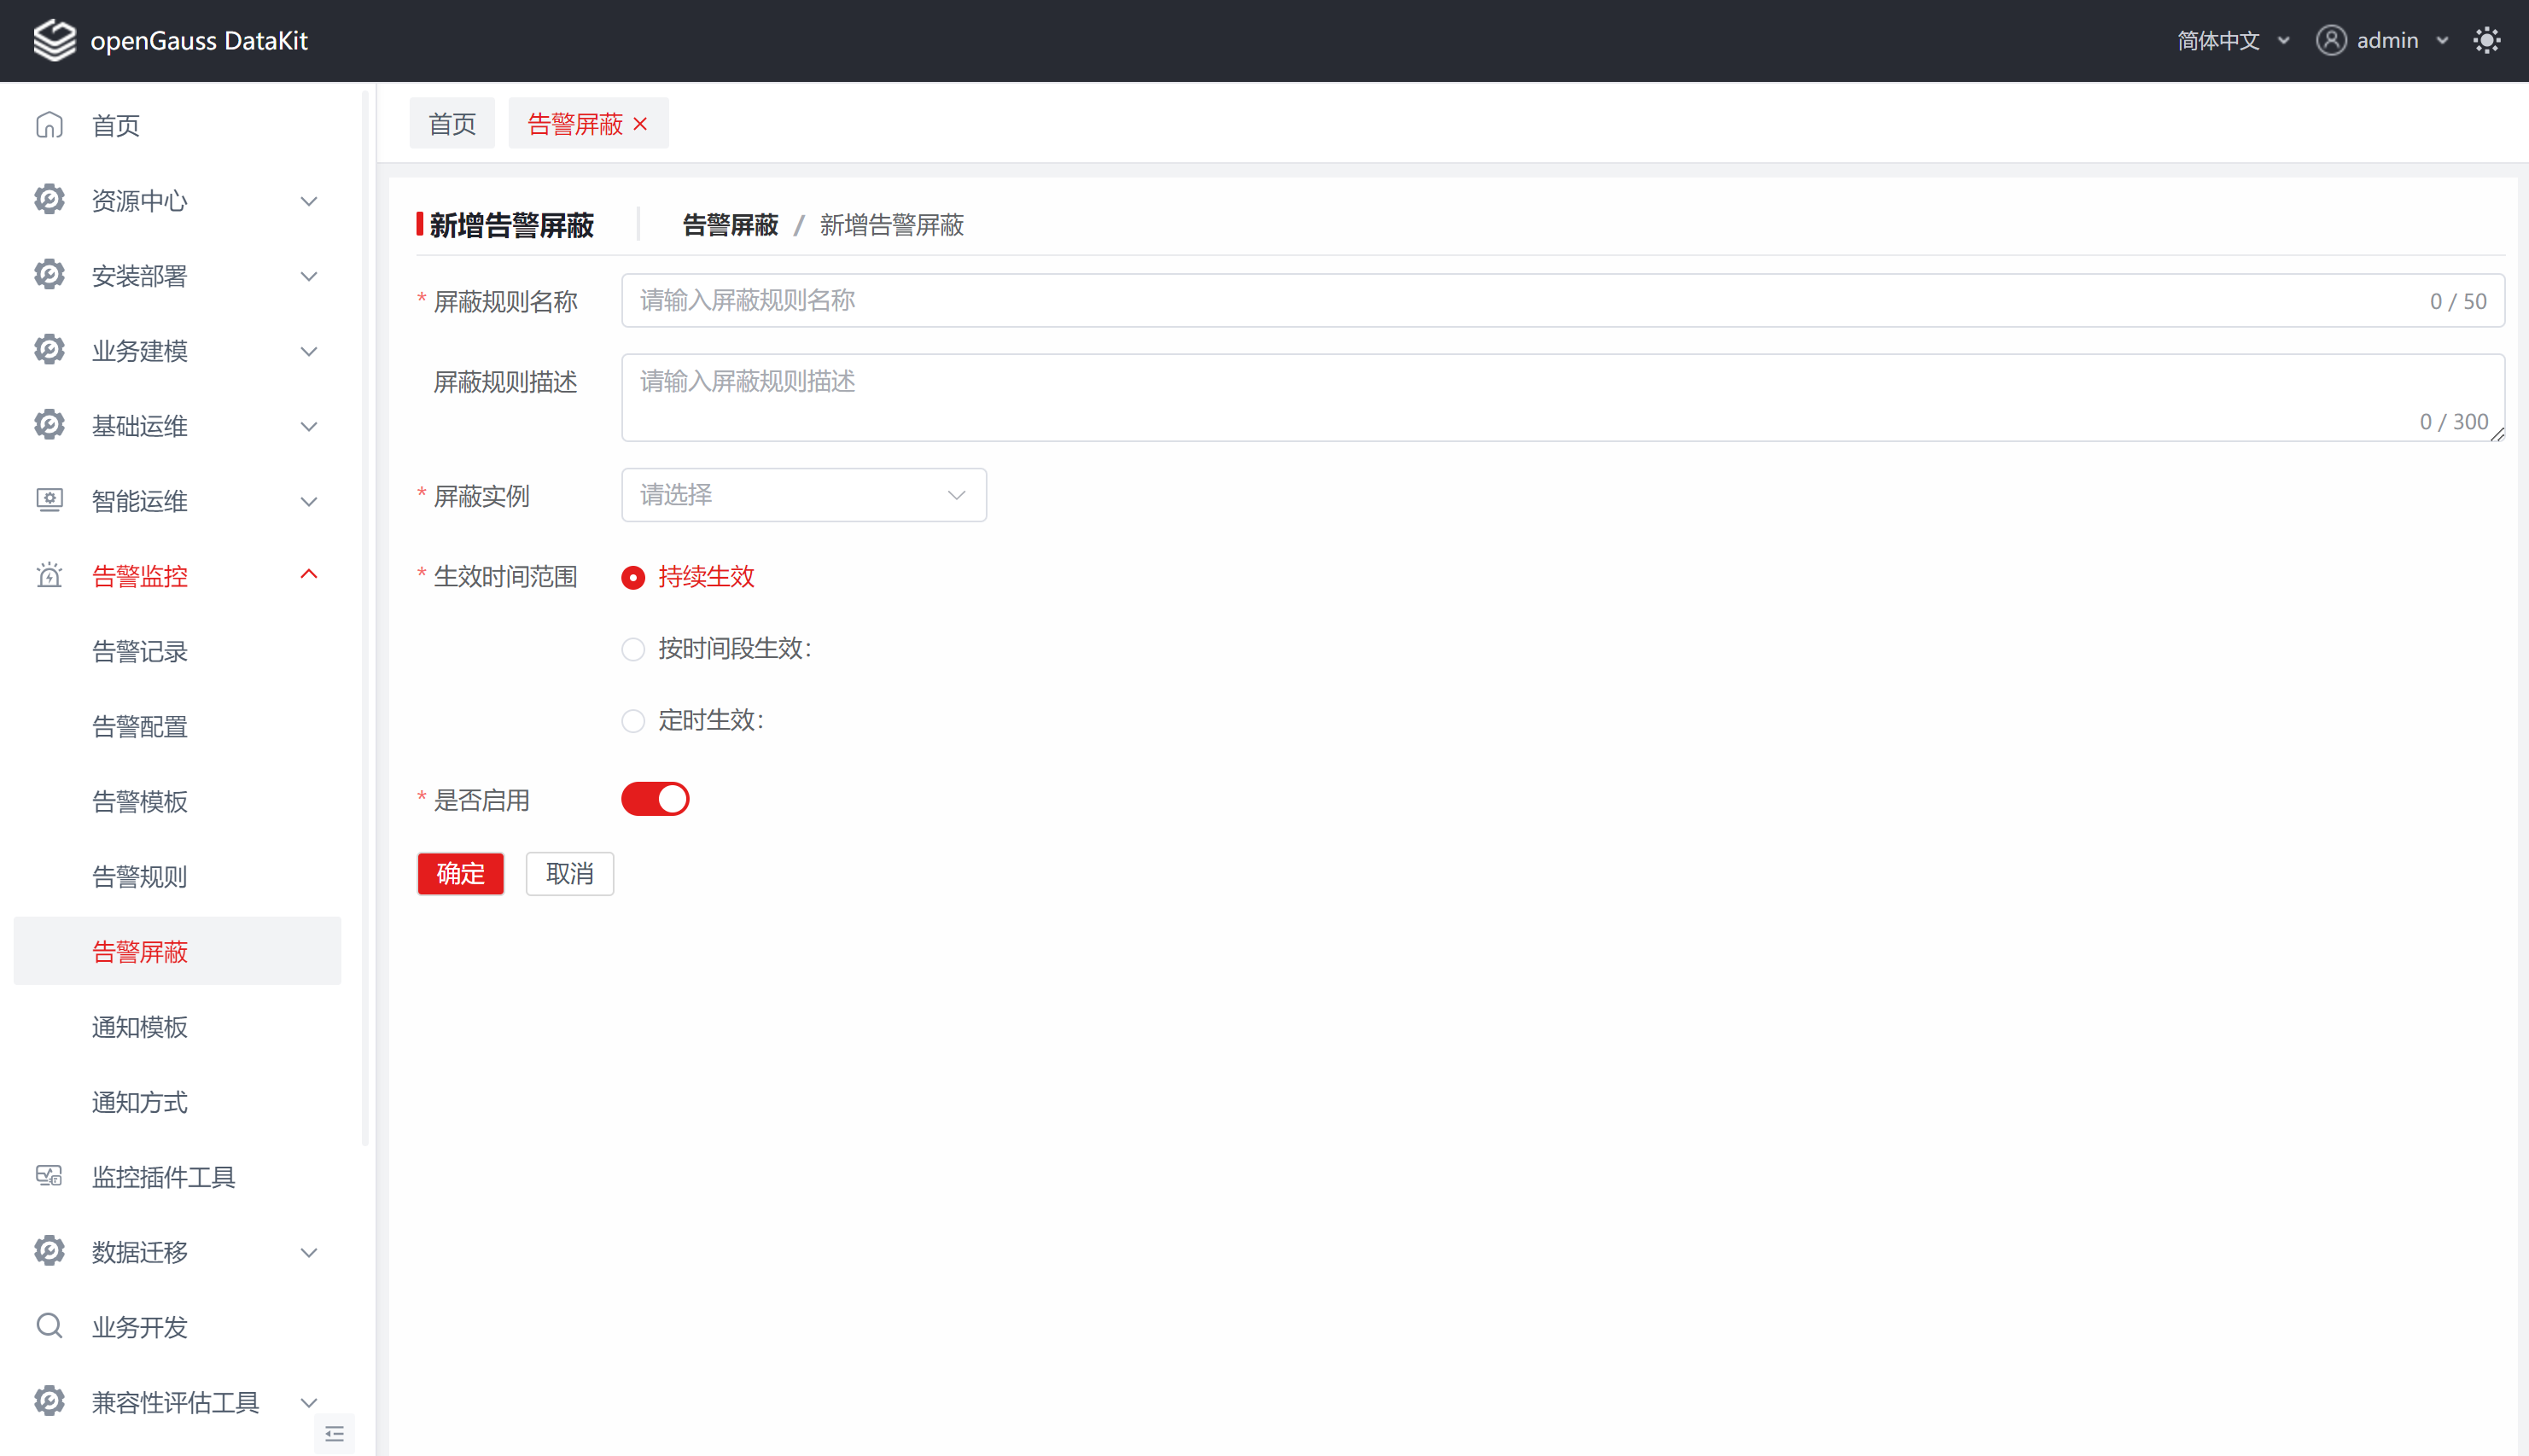 openGauss DataKit
简体中文
admin
首页
资源中心
安装部署
业务建模
基础运维
智能运维
告警监控
告警记录
告警配置
告警模板
告警规则
告警屏蔽
通知模板
通知方式
监控插件工具
数据迁移
业务开发
兼容性评估工具
首页 告警屏蔽
新增告警屏蔽 告警屏蔽 / 新增告警屏蔽
* 屏蔽规则名称 请输入屏蔽规则名称 0 / 50
屏蔽规则描述 请输入屏蔽规则描述 0 / 300
* 屏蔽实例 请选择
* 生效时间范围 持续生效
按时间段生效：
定时生效：
* 是否启用
确定 取消